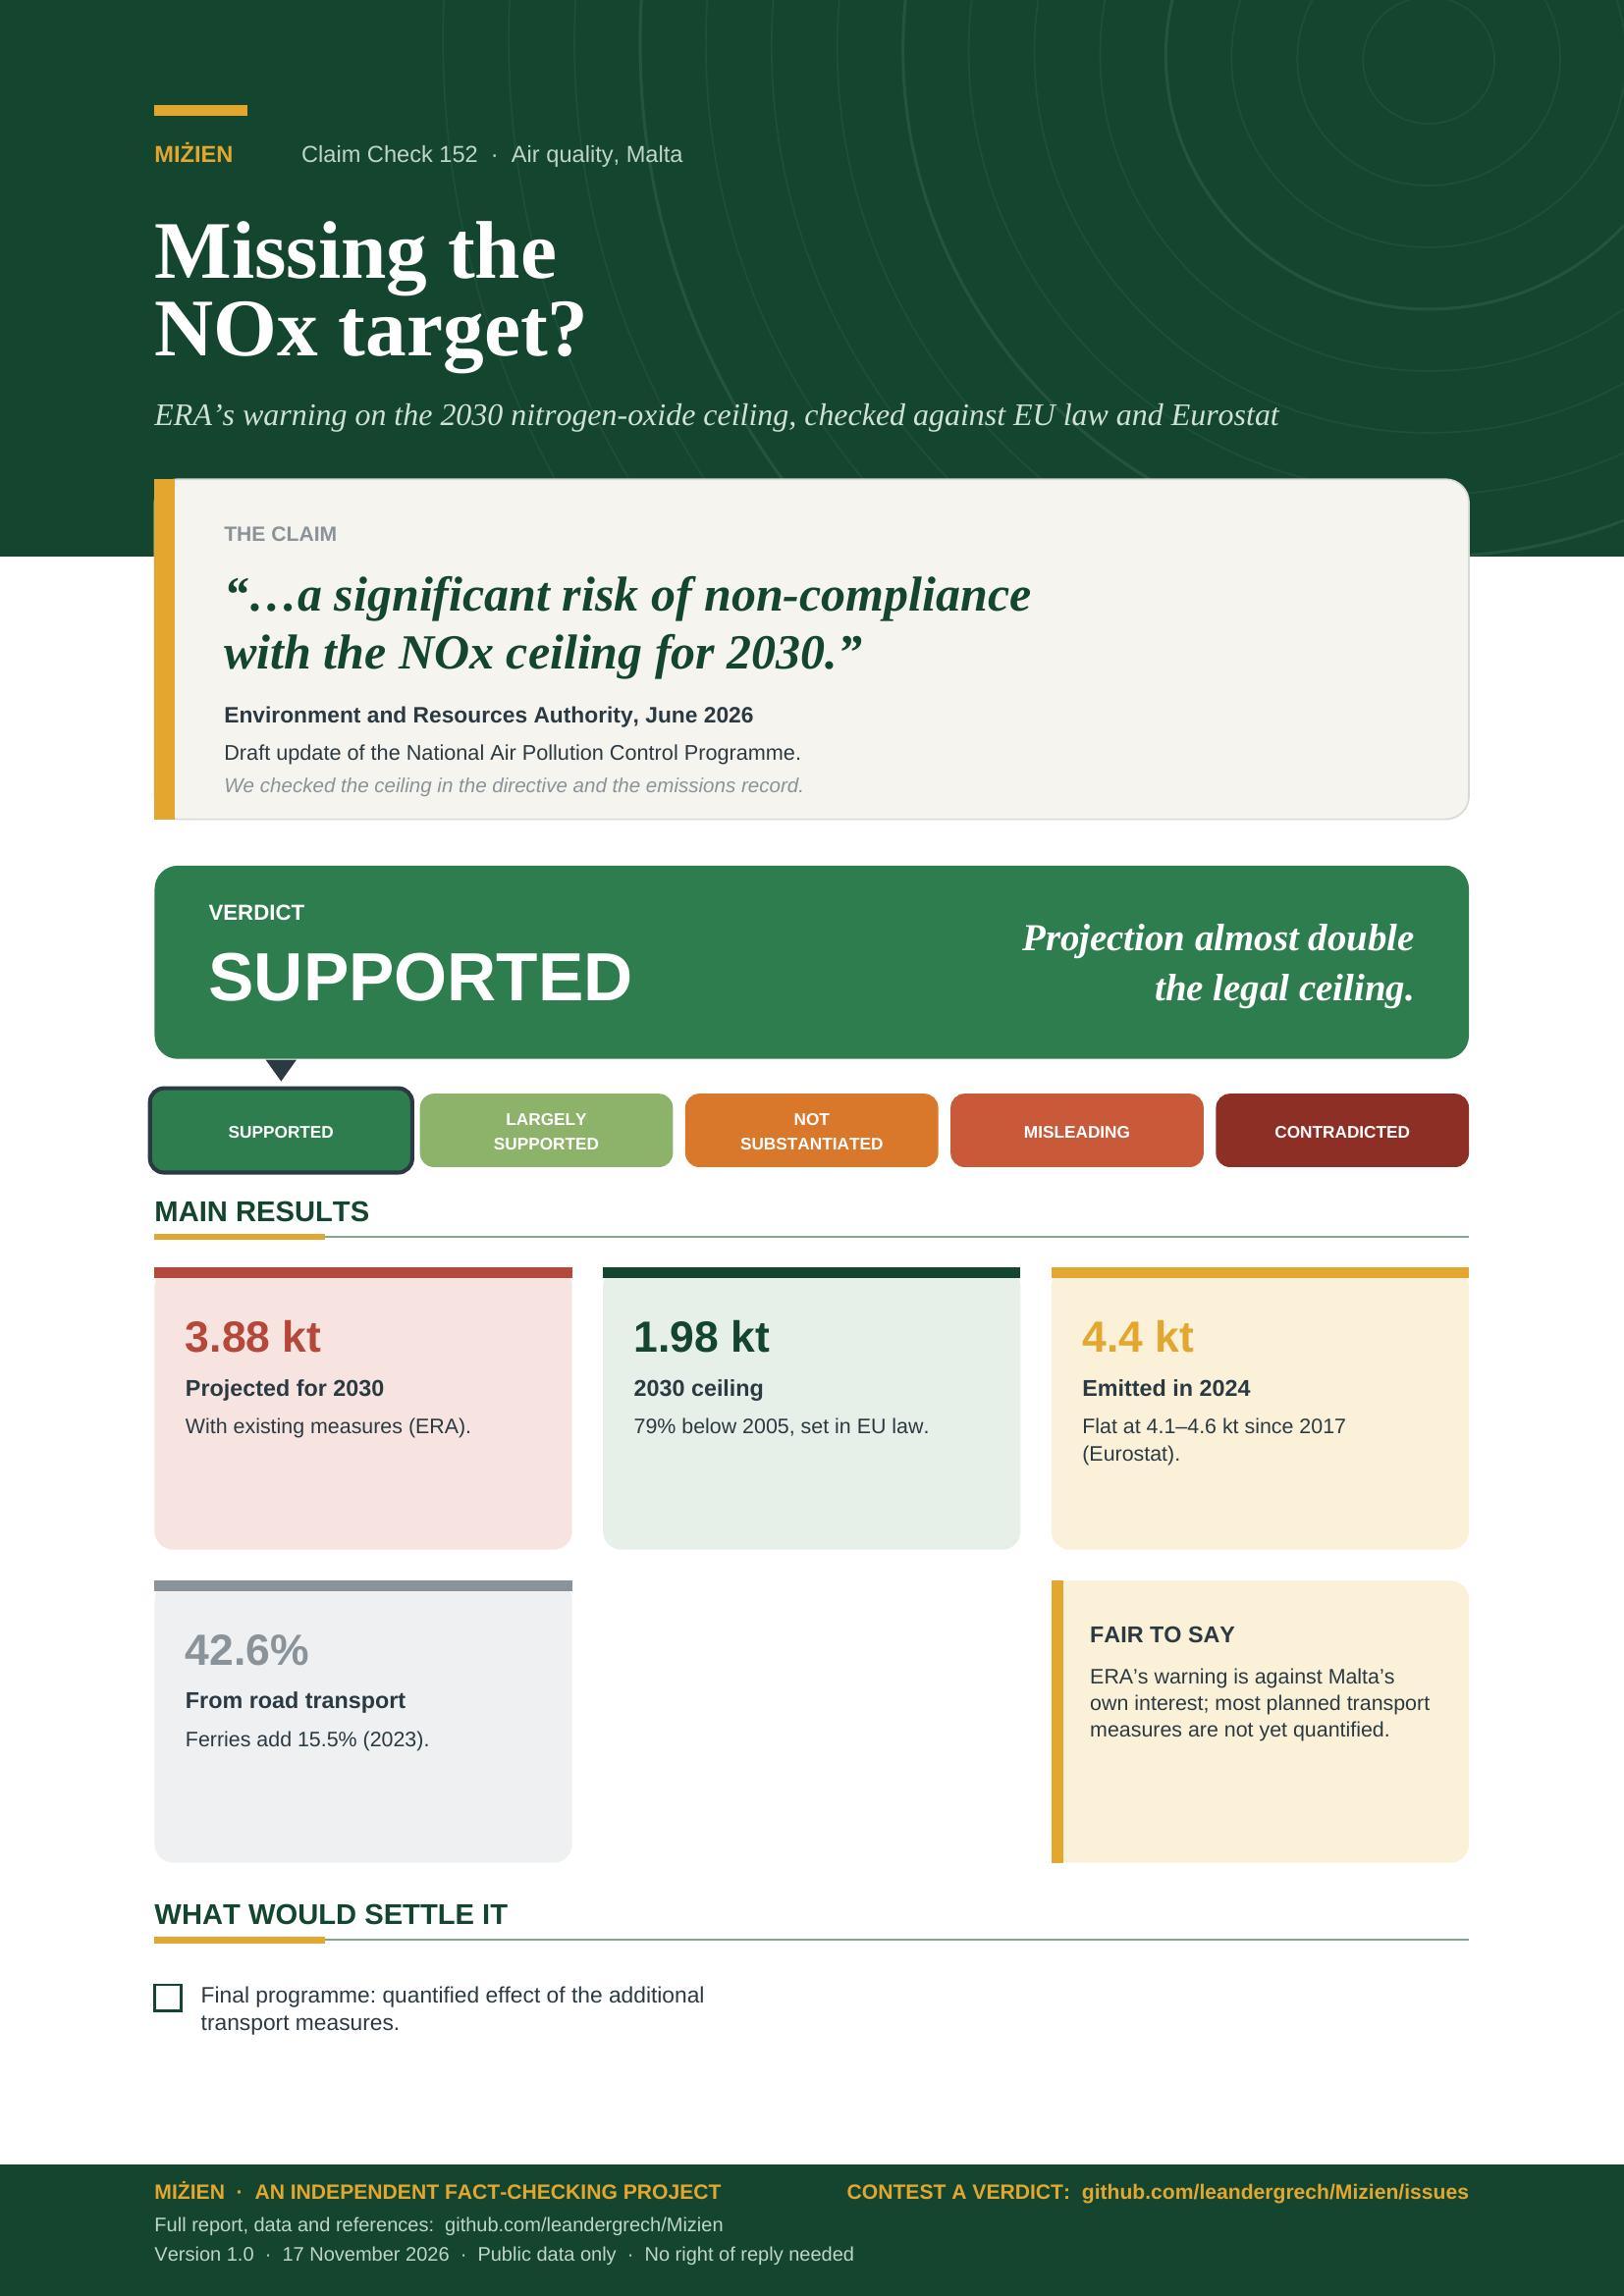 MIŻIEN Claim Check 152 · Air quality, Malta
Missing the
NOx target?
ERA’s warning on the 2030 nitrogen-oxide ceiling, checked against EU law and Eurostat
THE CLAIM
“…a significant risk of non-compliance
with the NOx ceiling for 2030.”
Environment and Resources Authority, June 2026
Draft update of the National Air Pollution Control Programme.
We checked the ceiling in the directive and the emissions record.
VERDICT
SUPPORTED
Projection almost double
the legal ceiling.
SUPPORTED
LARGELY
SUPPORTED
NOT
SUBSTANTIATED
MISLEADING
CONTRADICTED
MAIN RESULTS
3.88 kt
Projected for 2030
With existing measures (ERA).
1.98 kt
2030 ceiling
79% below 2005, set in EU law.
4.4 kt
Emitted in 2024
Flat at 4.1–4.6 kt since 2017
(Eurostat).
42.6%
From road transport
Ferries add 15.5% (2023).
FAIR TO SAY
ERA’s warning is against Malta’s
own interest; most planned transport
measures are not yet quantified.
WHAT WOULD SETTLE IT
Final programme: quantified effect of the additional
transport measures.
MIŻIEN · AN INDEPENDENT FACT-CHECKING PROJECT
CONTEST A VERDICT: github.com/leandergrech/Mizien/issues
Full report, data and references: github.com/leandergrech/Mizien
Version 1.0 · 17 November 2026 · Public data only · No right of reply needed